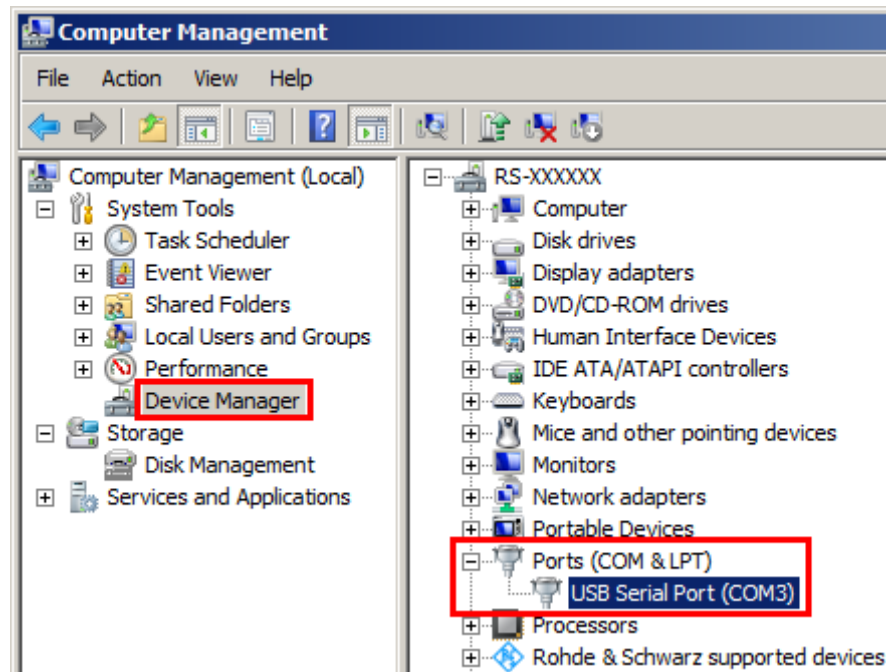 Computer Management
File Action View Help
Computer Management (Local)
System Tools
Task Scheduler
Event Viewer
Shared Folders
Local Users and Groups
Performance
Device Manager
Storage
Disk Management
Services and Applications
RS-XXXXXX
Computer
Disk drives
Display adapters
DVD/CD-ROM drives
Human Interface Devices
IDE ATA/ATAPI controllers
Keyboards
Mice and other pointing devices
Monitors
Network adapters
Portable Devices
Ports (COM & LPT)
USB Serial Port (COM3)
Processors
Rohde & Schwarz supported devices